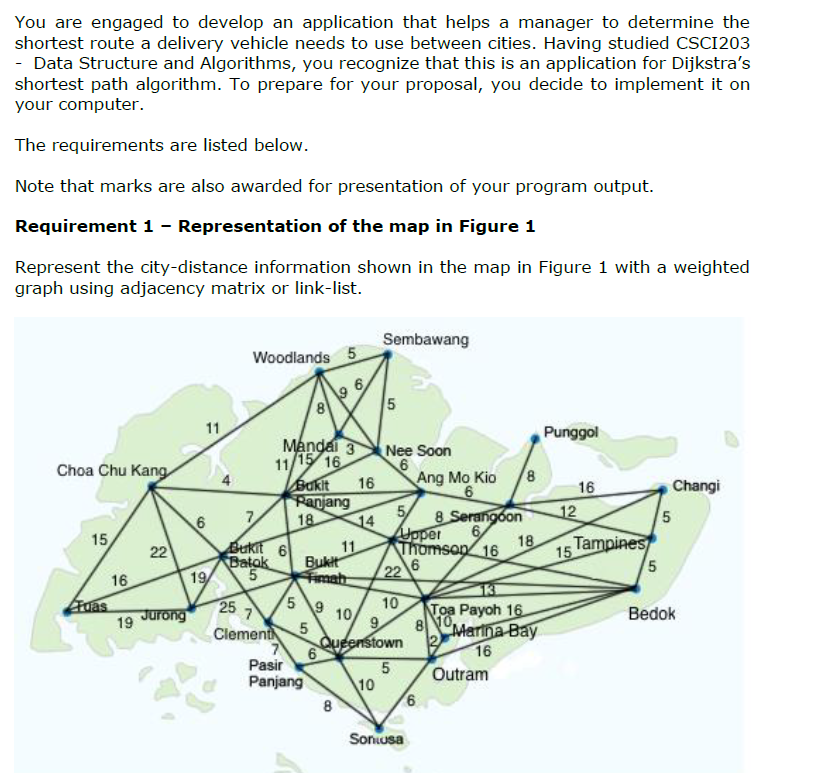 You are engaged to develop an application that helps a manager to determine the
shortest route a delivery vehicle needs to use between cities. Having studied CSCI203
- Data Structure and Algorithms, you recognize that this is an application for Dijkstra's
shortest path algorithm. To prepare for your proposal, you decide to implement it on
your computer.
The requirements are listed below.
Note that marks are also awarded for presentation of your program output.
Requirement 1 – Representation of the map in Figure 1
Represent the city-distance information shown in the map in Figure 1 with a weighted
graph using adjacency matrix or link-list.
Sembawang
Woodlands 5
9 6
8 5
11
Punggol
Mandai 3 Nee Soon
11 15 16 6
Choa Chu Kang
4 Bukit 16 Ang Mo Kio 8
6 16 Changi
Panjang
6 7 18 14 5 8 Serangoon 12 5
15 Upper 6
22 Bukit 6 11 Thomson 16 18 15 Tampines
Batok Bukit
16 19 5 Timah 22 6 5
13
Tuas 25 7 5 9 10 10 Toa Payoh 16 Bedok
19 Jurong 9 8 10
Clementi 5 Queenstown 2 Marina Bay
7 6 16
Pasir 5 Outram
Panjang 10
8 6
Sentosa